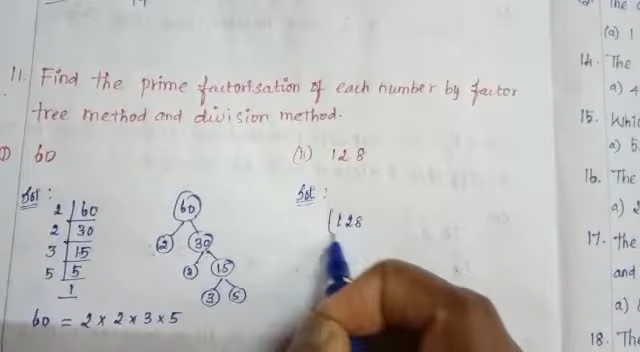 11. Find the prime factorisation of each number by factor
tree method and division method.
(i) 60
(ii) 128
Sol :
2 | 60
2 | 30
3 | 15
5 | 5
1
60
2 30
2 15
3 5
60 = 2 × 2 × 3 × 5
Sol :
128
(a) 1
14. The
a) 4
15. Whic
a) 5
16. The
a) 2
17. The
and
a)
18. Th